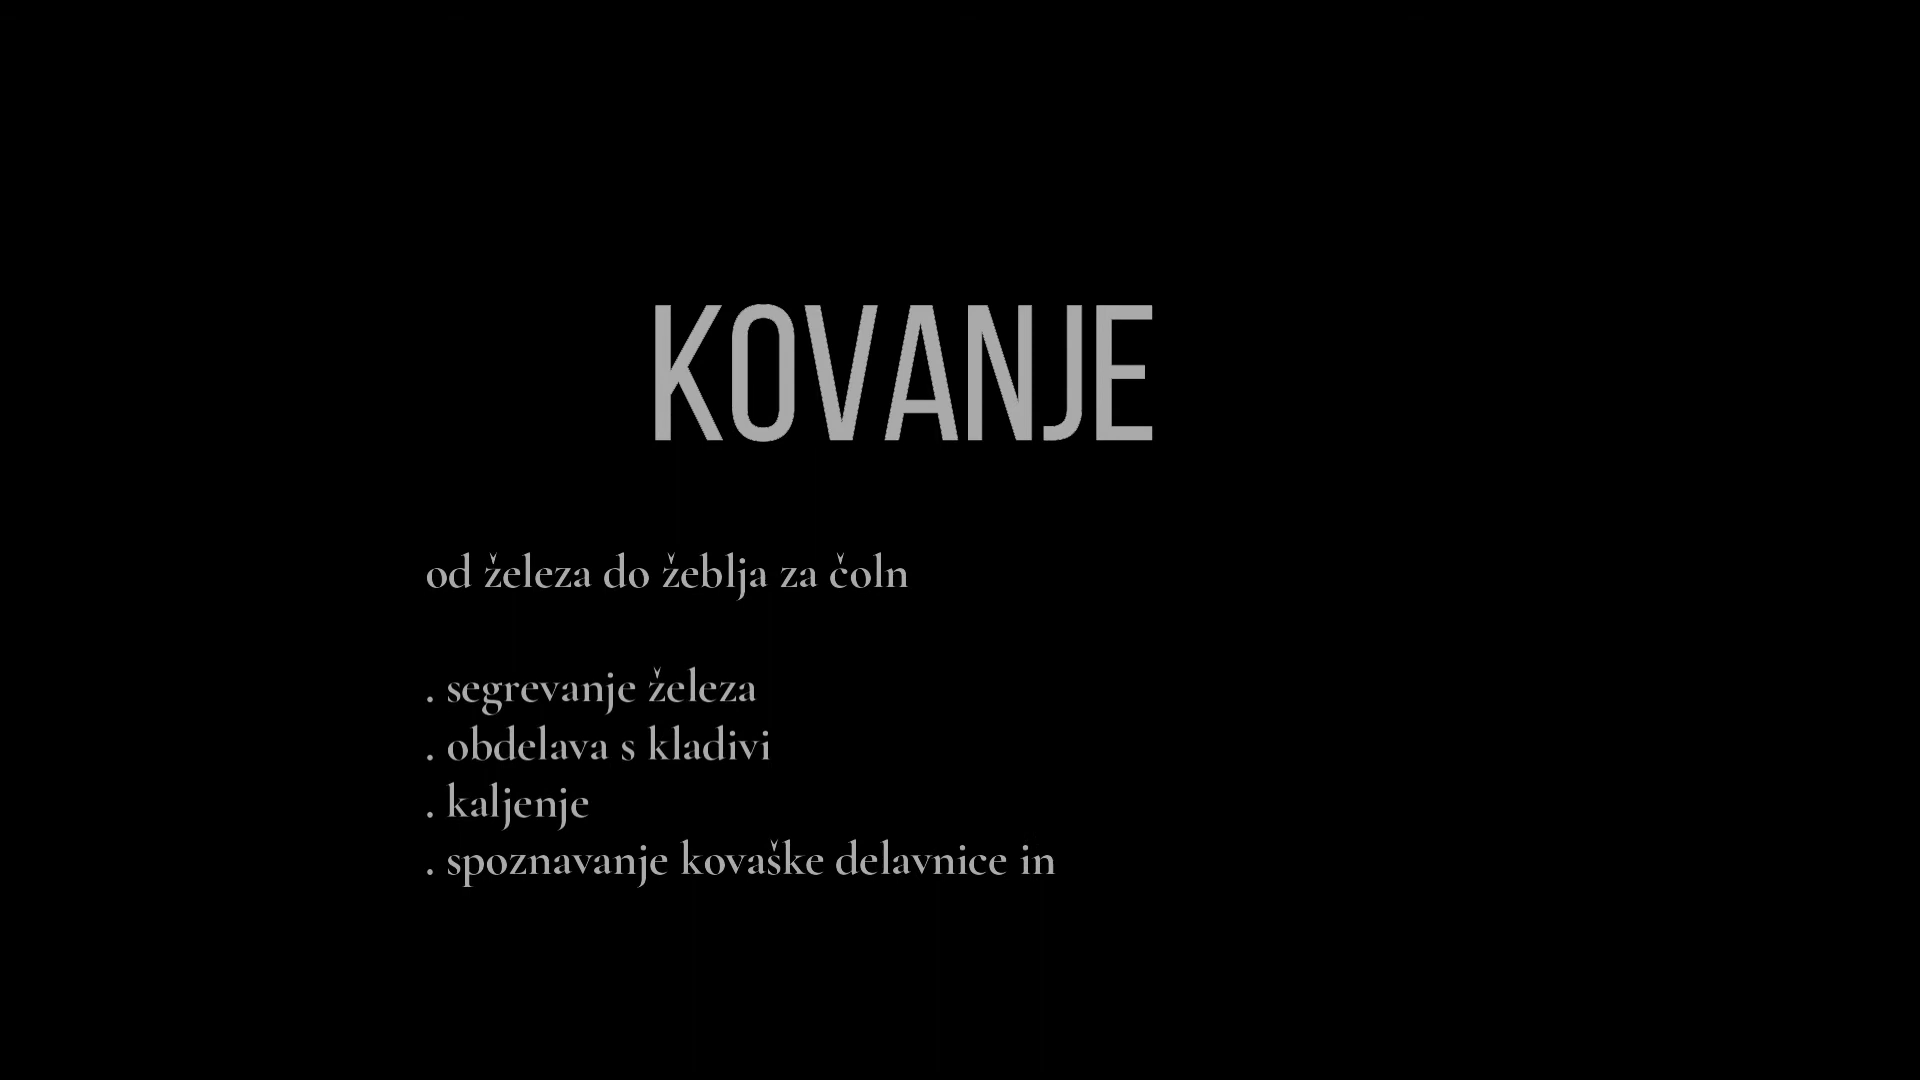 KOVANJE
od železa do žeblja za čoln
. segrevanje železa
. obdelava s kladivi
. kaljenje
. spoznavanje kovaške delavnice in